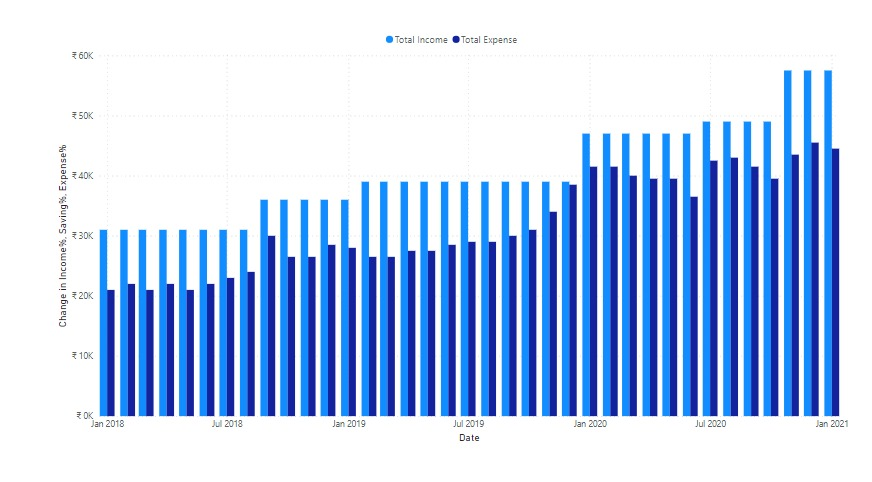 Total Income Total Expense
₹ 60K
₹ 50K
₹ 40K
₹ 30K
₹ 20K
₹ 10K
₹ 0K
Change in Income%, Saving%, Expense%
Jan 2018 Jul 2018 Jan 2019 Jul 2019 Jan 2020 Jul 2020 Jan 2021
Date